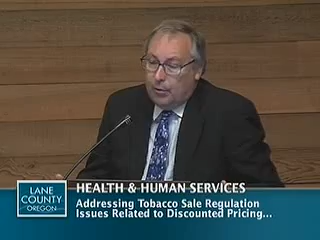 LANE
COUNTY
OREGON
HEALTH & HUMAN SERVICES
Addressing Tobacco Sale Regulation
Issues Related to Discounted Pricing...